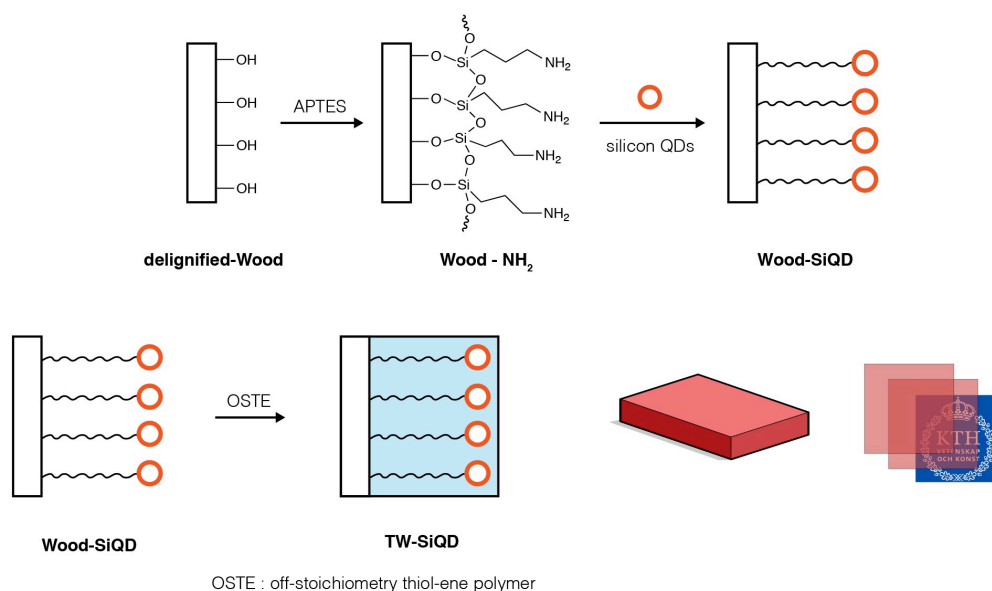 OH
OH
OH
OH
APTES
O
O
Si
NH2
O
O
Si
NH2
O
O
Si
NH2
O
O
Si
NH2
O
silicon QDs
delignified-Wood
Wood - NH2
Wood-SiQD
OSTE
KTH
VETENSKAP
OCH KONST
Wood-SiQD
TW-SiQD
OSTE : off-stoichiometry thiol-ene polymer